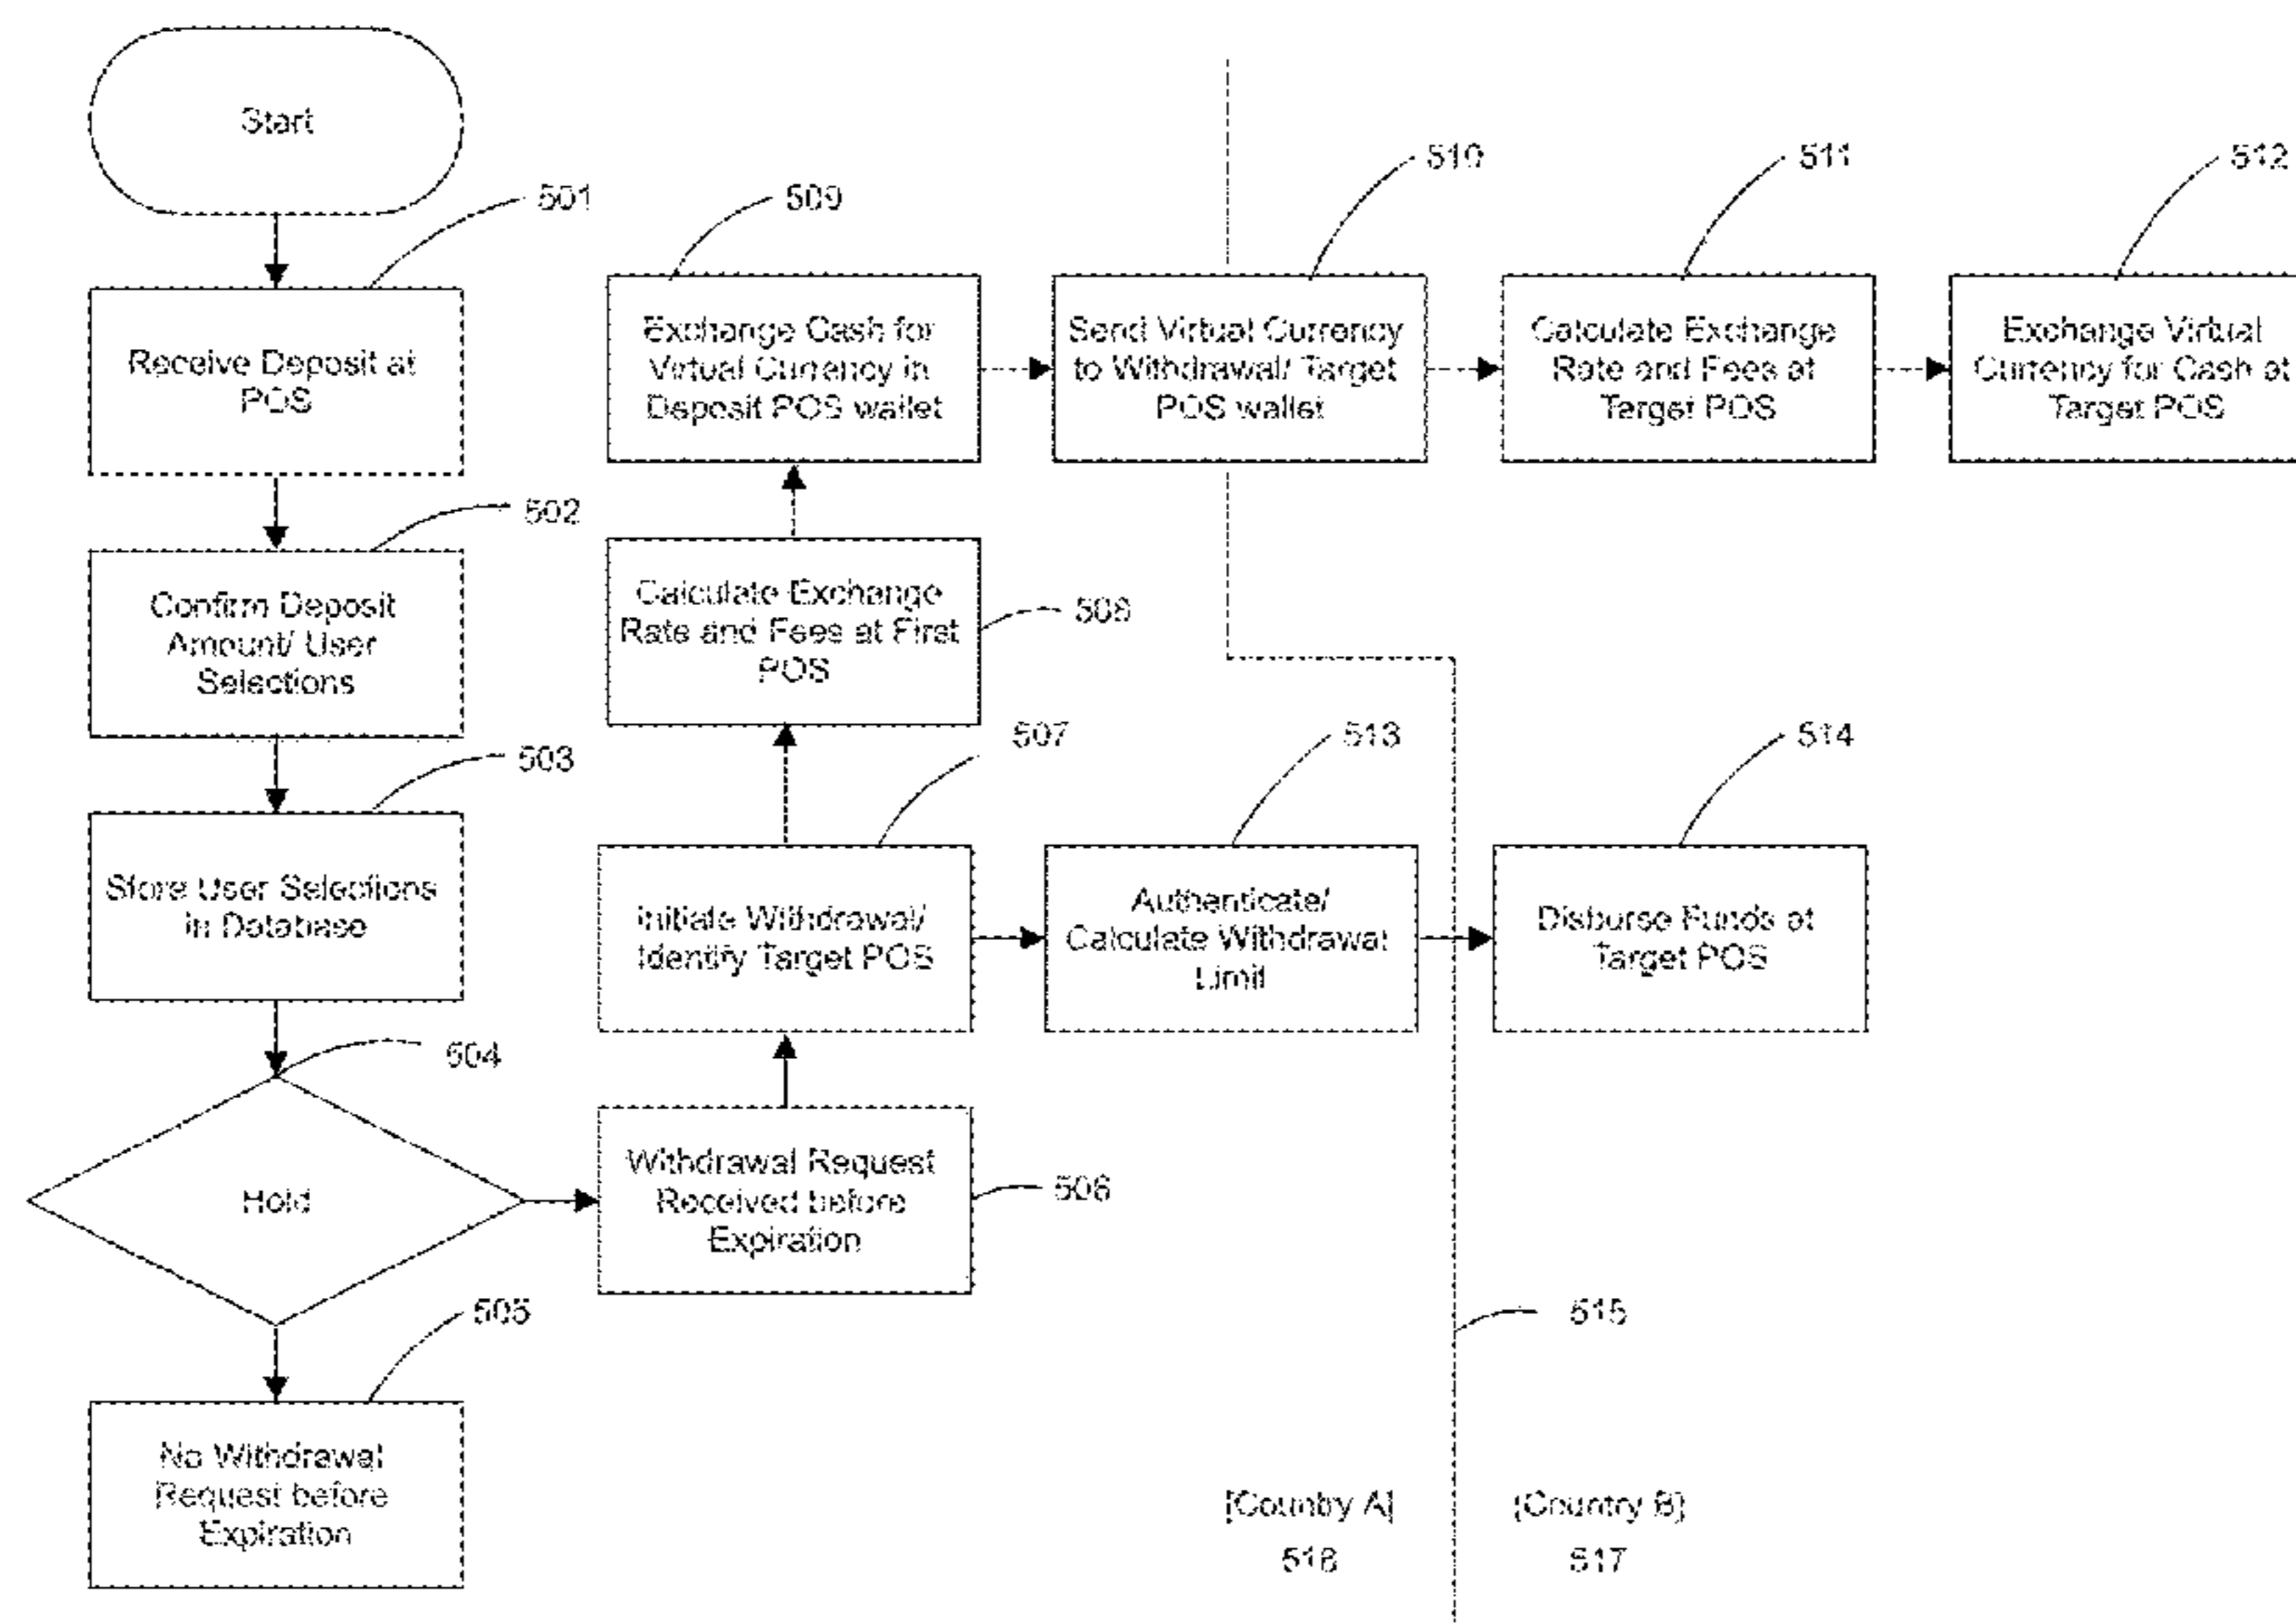 Start
501
Receive Deposit at
POS
502
Confirm Deposit
Amount/ User
Selections
503
Store User Selections
in Database
504
Hold
505
No Withdrawal
Request before
Expiration
506
Withdrawal Request
Received before
Expiration
507
Initiate Withdrawal/
Identify Target POS
508
Calculate Exchange
Rate and Fees at First
POS
509
Exchange Cash for
Virtual Currency in
Deposit POS wallet
510
Send Virtual Currency
to Withdrawal/ Target
POS wallet
511
Calculate Exchange
Rate and Fees at
Target POS
512
Exchange Virtual
Currency for Cash at
Target POS
513
Authenticate/
Calculate Withdrawal
Limit
514
Disburse Funds at
Target POS
515
[Country A]
516
[Country B]
517